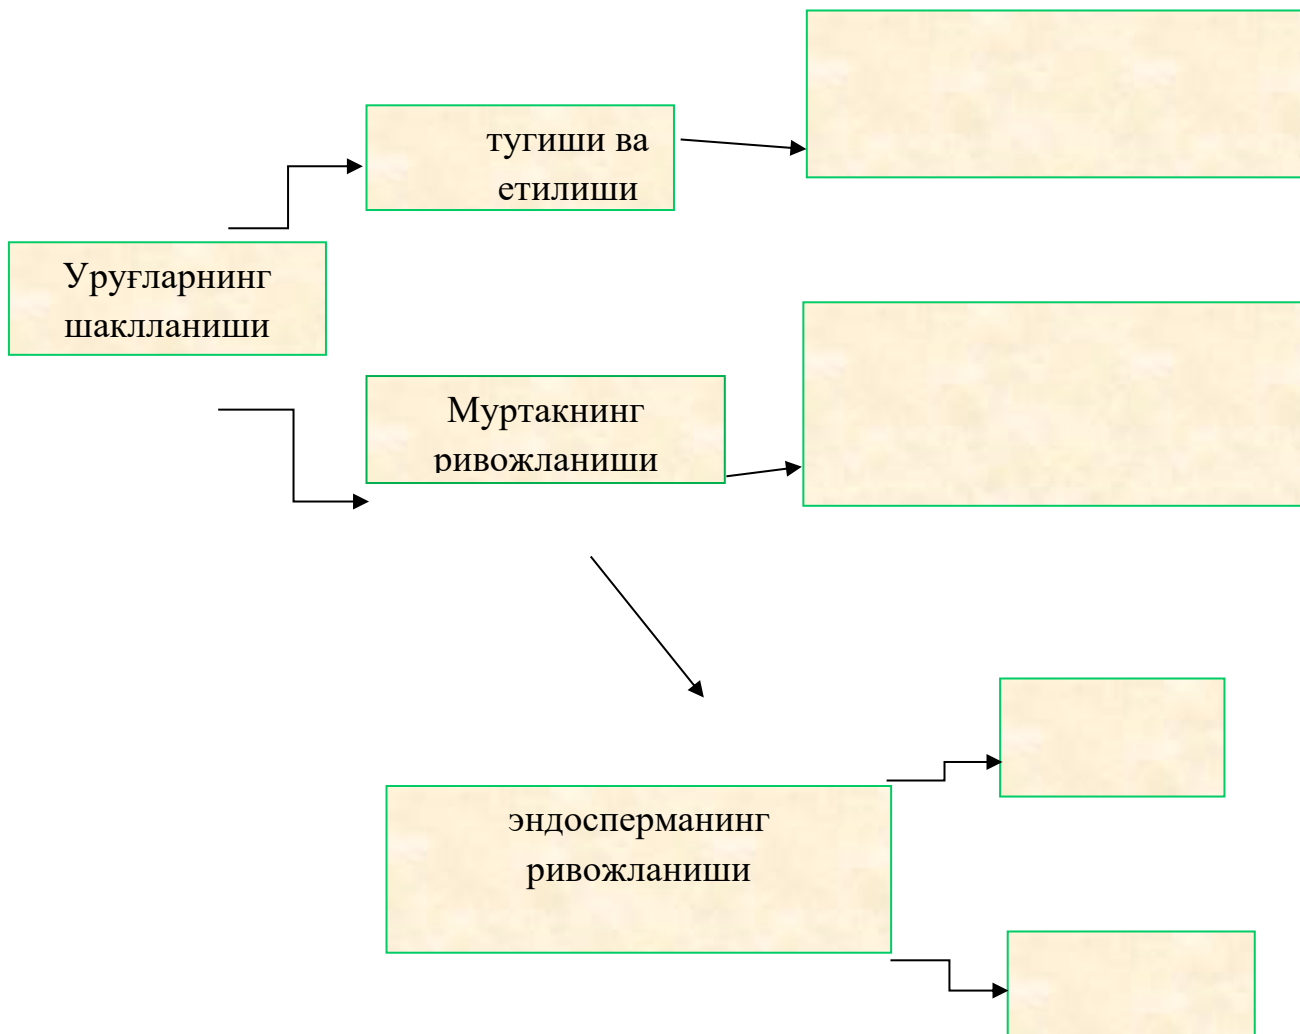 тугиши ва
етилиши
Уруғларнинг
шаклланиши
Муртакнинг
ривожланиши
эндосперманинг
ривожланиши